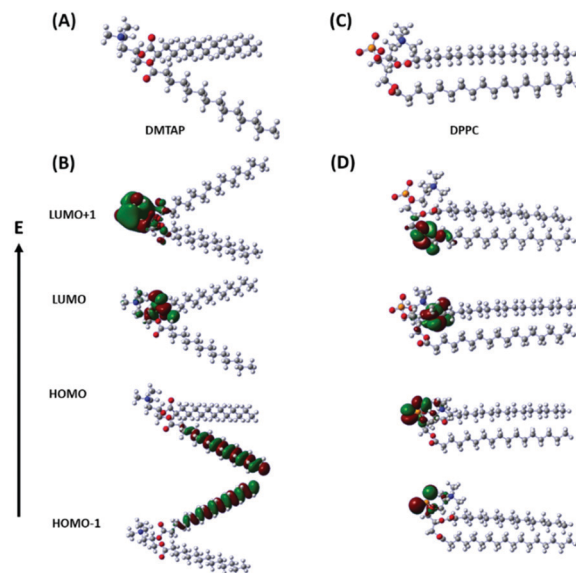 (A)
(C)
DMTAP
DPPC
(B)
(D)
LUMO+1
E
LUMO
HOMO
HOMO-1